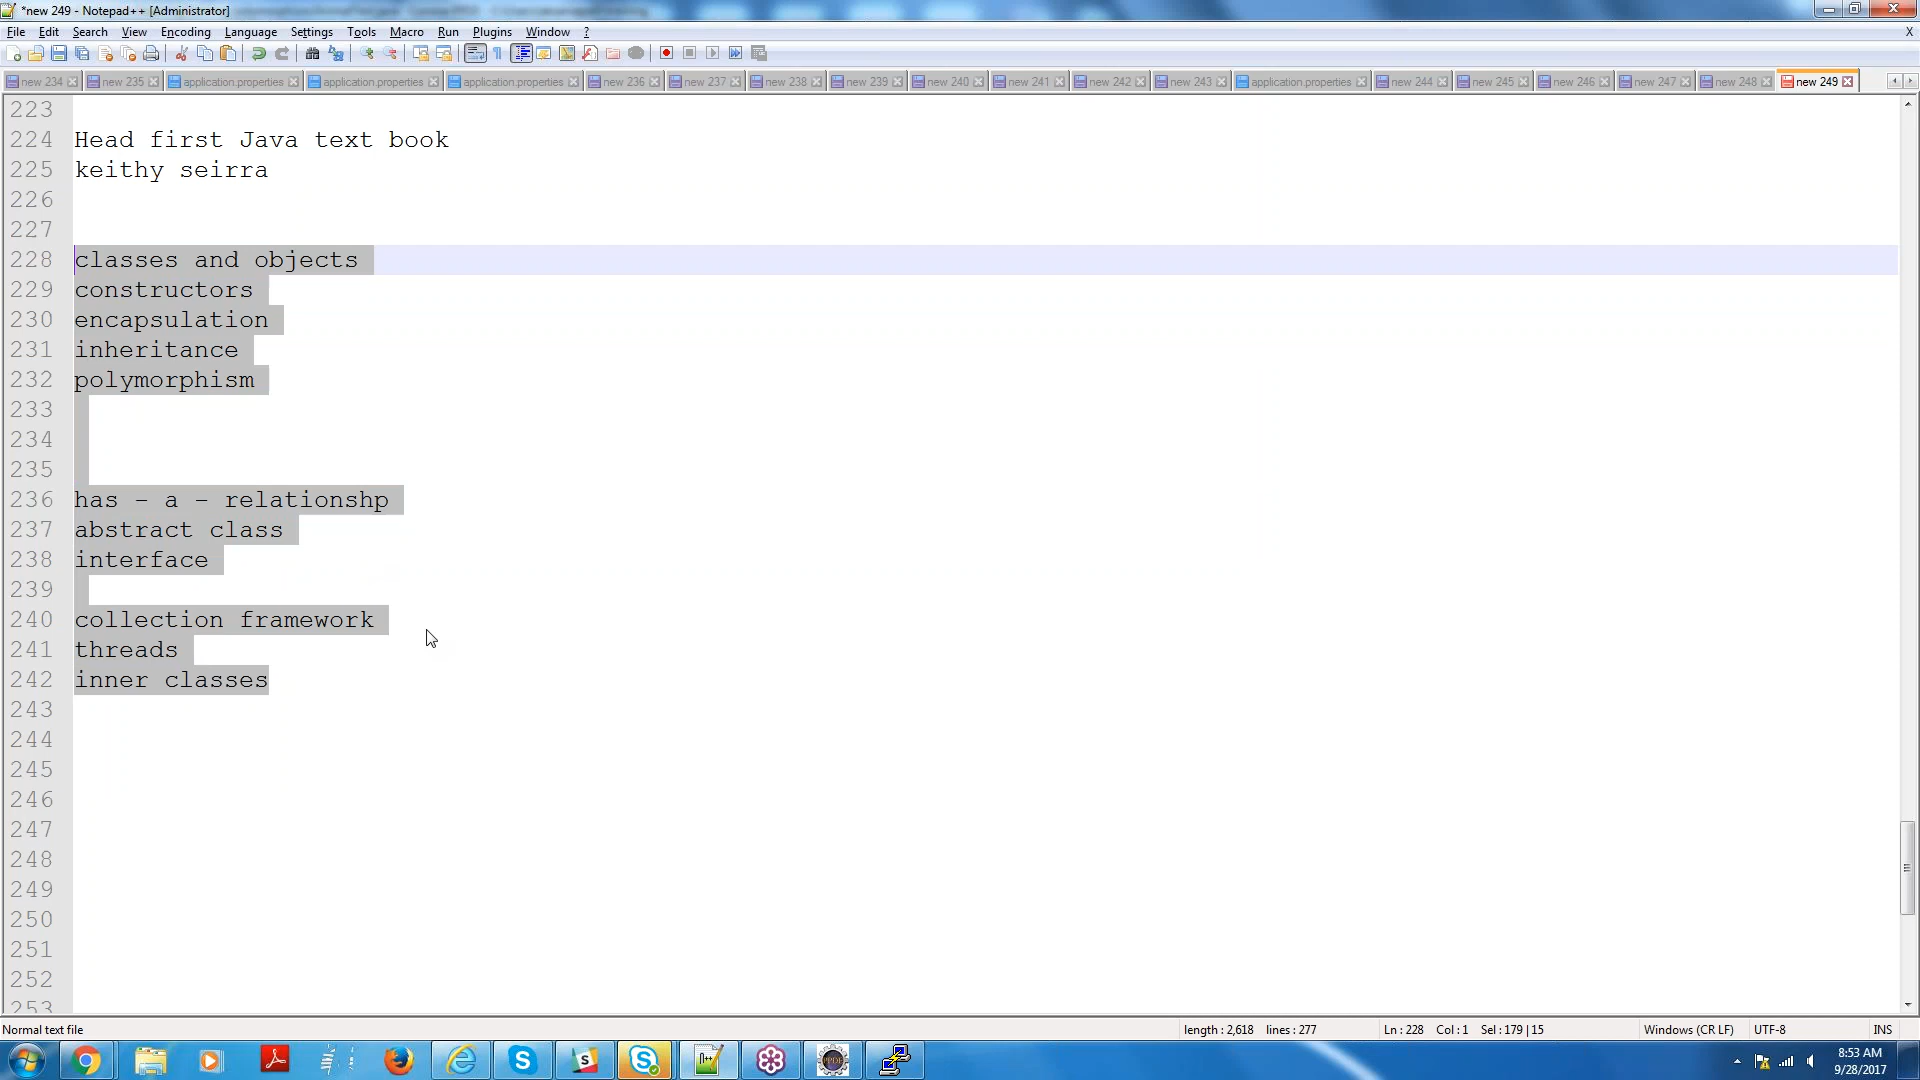 *new 249 - Notepad++ [Administrator]
File Edit Search View Encoding Language Settings Tools Macro Run Plugins Window ? X
new 234 new 235 application.properties application.properties application.properties new 236 new 237 new 238 new 239 new 240 new 241 new 242 new 243 application.properties new 244 new 245 new 246 new 247 new 248 new 249
223
224 Head first Java text book
225 keithy seirra
226
227
228 classes and objects
229 constructors
230 encapsulation
231 inheritance
232 polymorphism
233
234
235
236 has - a - relationshp
237 abstract class
238 interface
239
240 collection framework
241 threads
242 inner classes
243
244
245
246
247
248
249
250
251
252
253
Normal text file length : 2,618 lines : 277 Ln : 228 Col : 1 Sel : 179 | 15 Windows (CR LF) UTF-8 INS
8:53 AM
9/28/2017